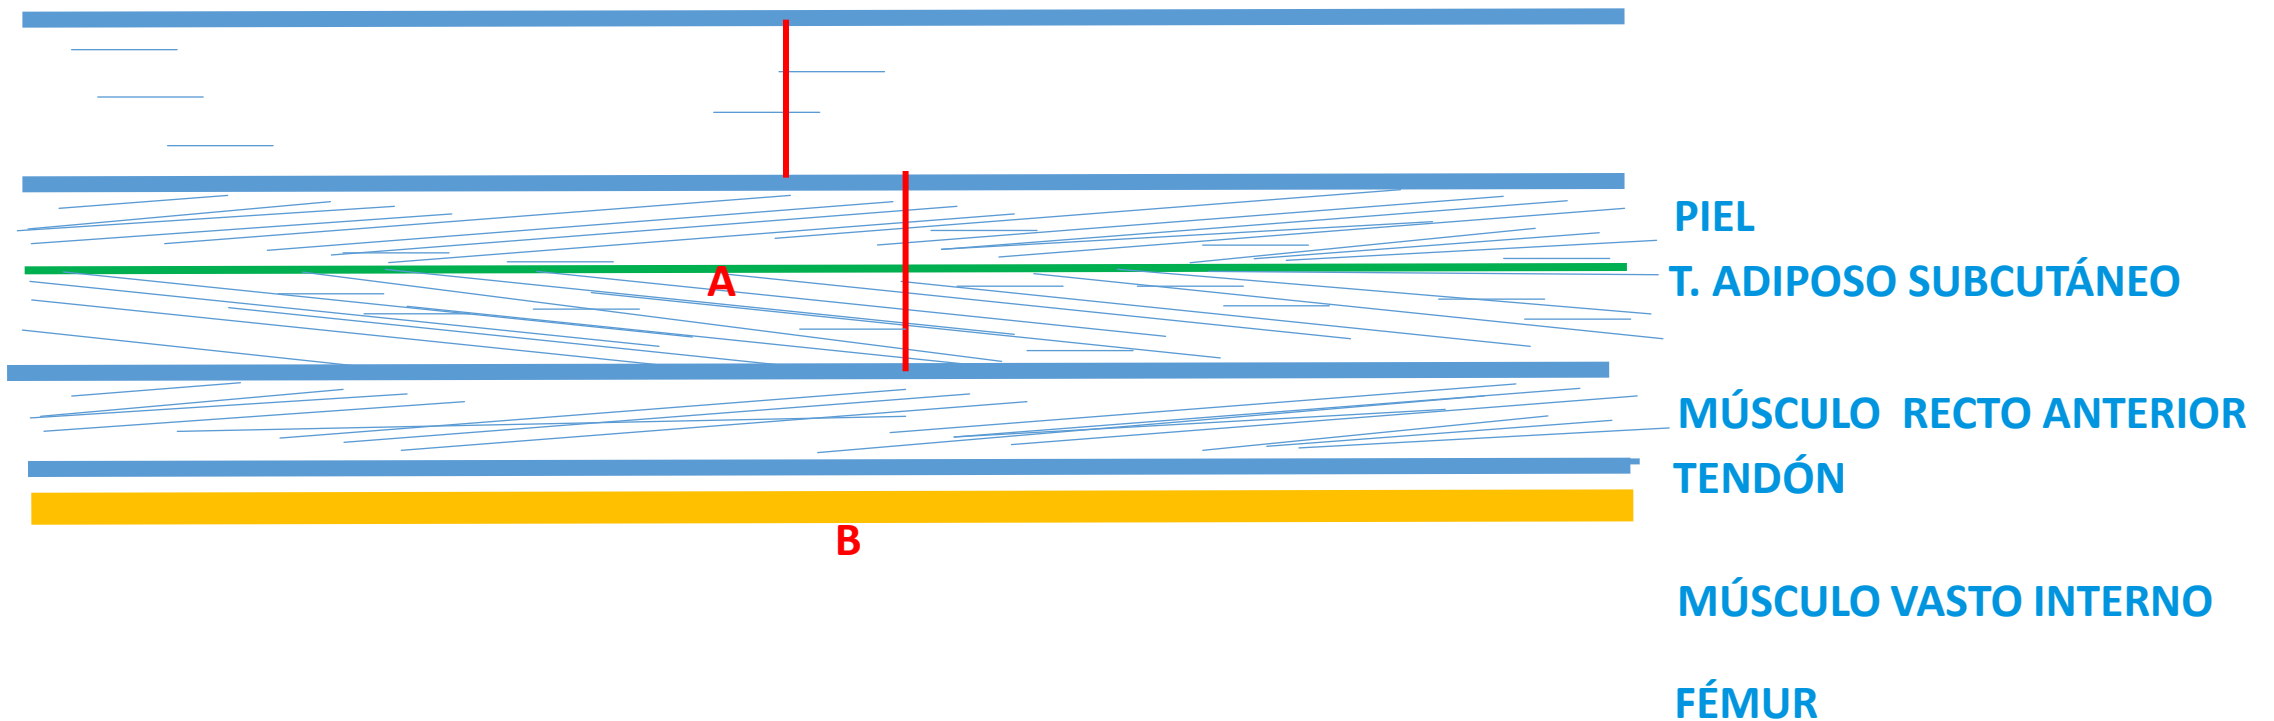 PIEL
A
T. ADIPOSO SUBCUTÁNEO
MÚSCULO RECTO ANTERIOR
TENDÓN
B
MÚSCULO VASTO INTERNO
FÉMUR